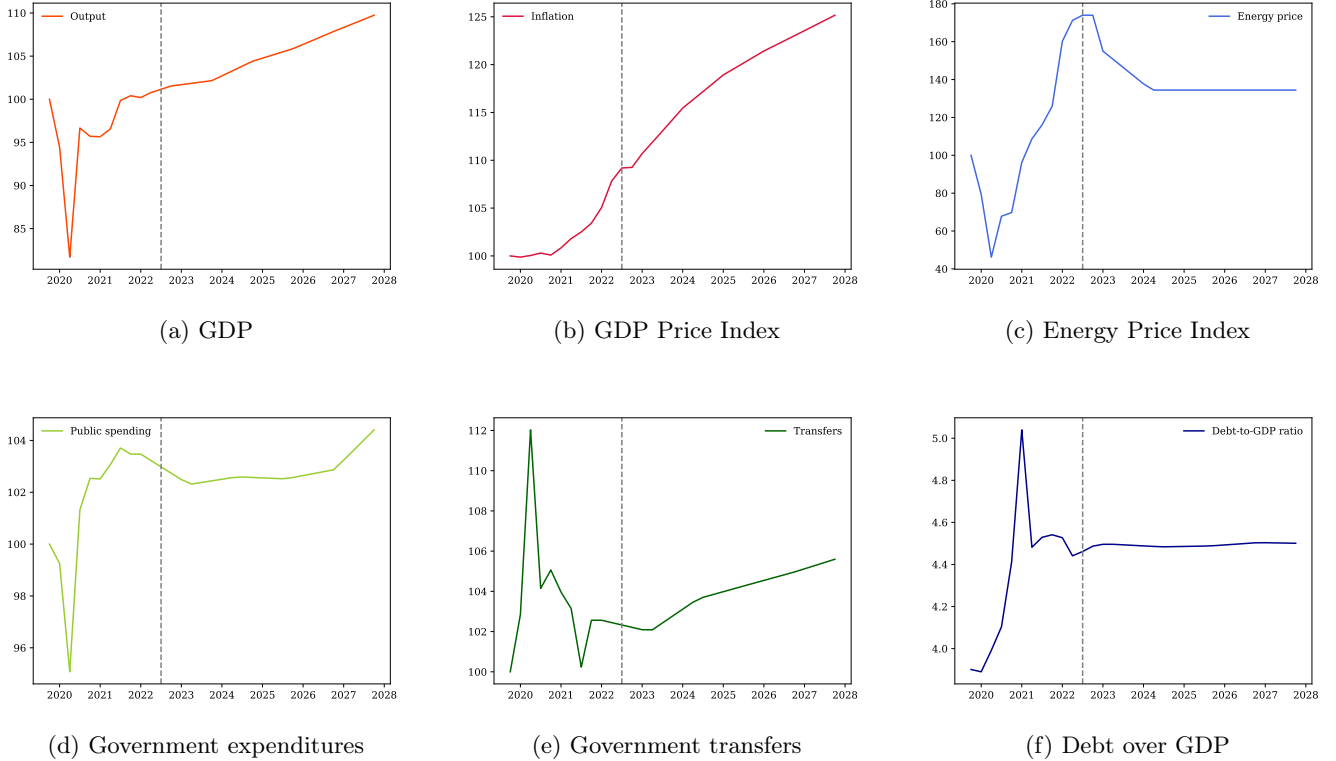 Output
110
105
100
95
90
85
2020 2021 2022 2023 2024 2025 2026 2027 2028
(a) GDP
Inflation
125
120
115
110
105
100
2020 2021 2022 2023 2024 2025 2026 2027 2028
(b) GDP Price Index
Energy price
180
160
140
120
100
80
60
40
2020 2021 2022 2023 2024 2025 2026 2027 2028
(c) Energy Price Index
Public spending
104
102
100
98
96
2020 2021 2022 2023 2024 2025 2026 2027 2028
(d) Government expenditures
Transfers
112
110
108
106
104
102
100
2020 2021 2022 2023 2024 2025 2026 2027 2028
(e) Government transfers
Debt-to-GDP ratio
5.0
4.8
4.6
4.4
4.2
4.0
2020 2021 2022 2023 2024 2025 2026 2027 2028
(f) Debt over GDP